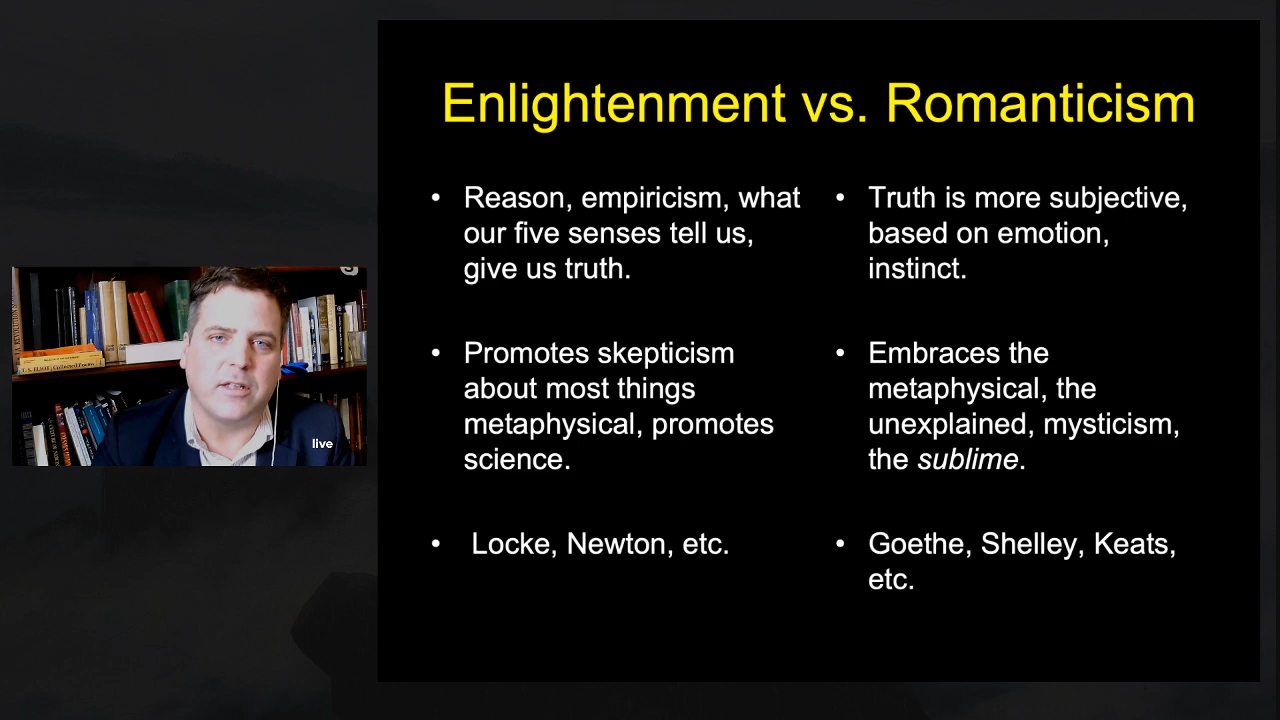 Enlightenment vs. Romanticism
• Reason, empiricism, what
our five senses tell us,
give us truth.
• Promotes skepticism
about most things
metaphysical, promotes
science.
• Locke, Newton, etc.
• Truth is more subjective,
based on emotion,
instinct.
• Embraces the
metaphysical, the
unexplained, mysticism,
the sublime.
• Goethe, Shelley, Keats,
etc.
live